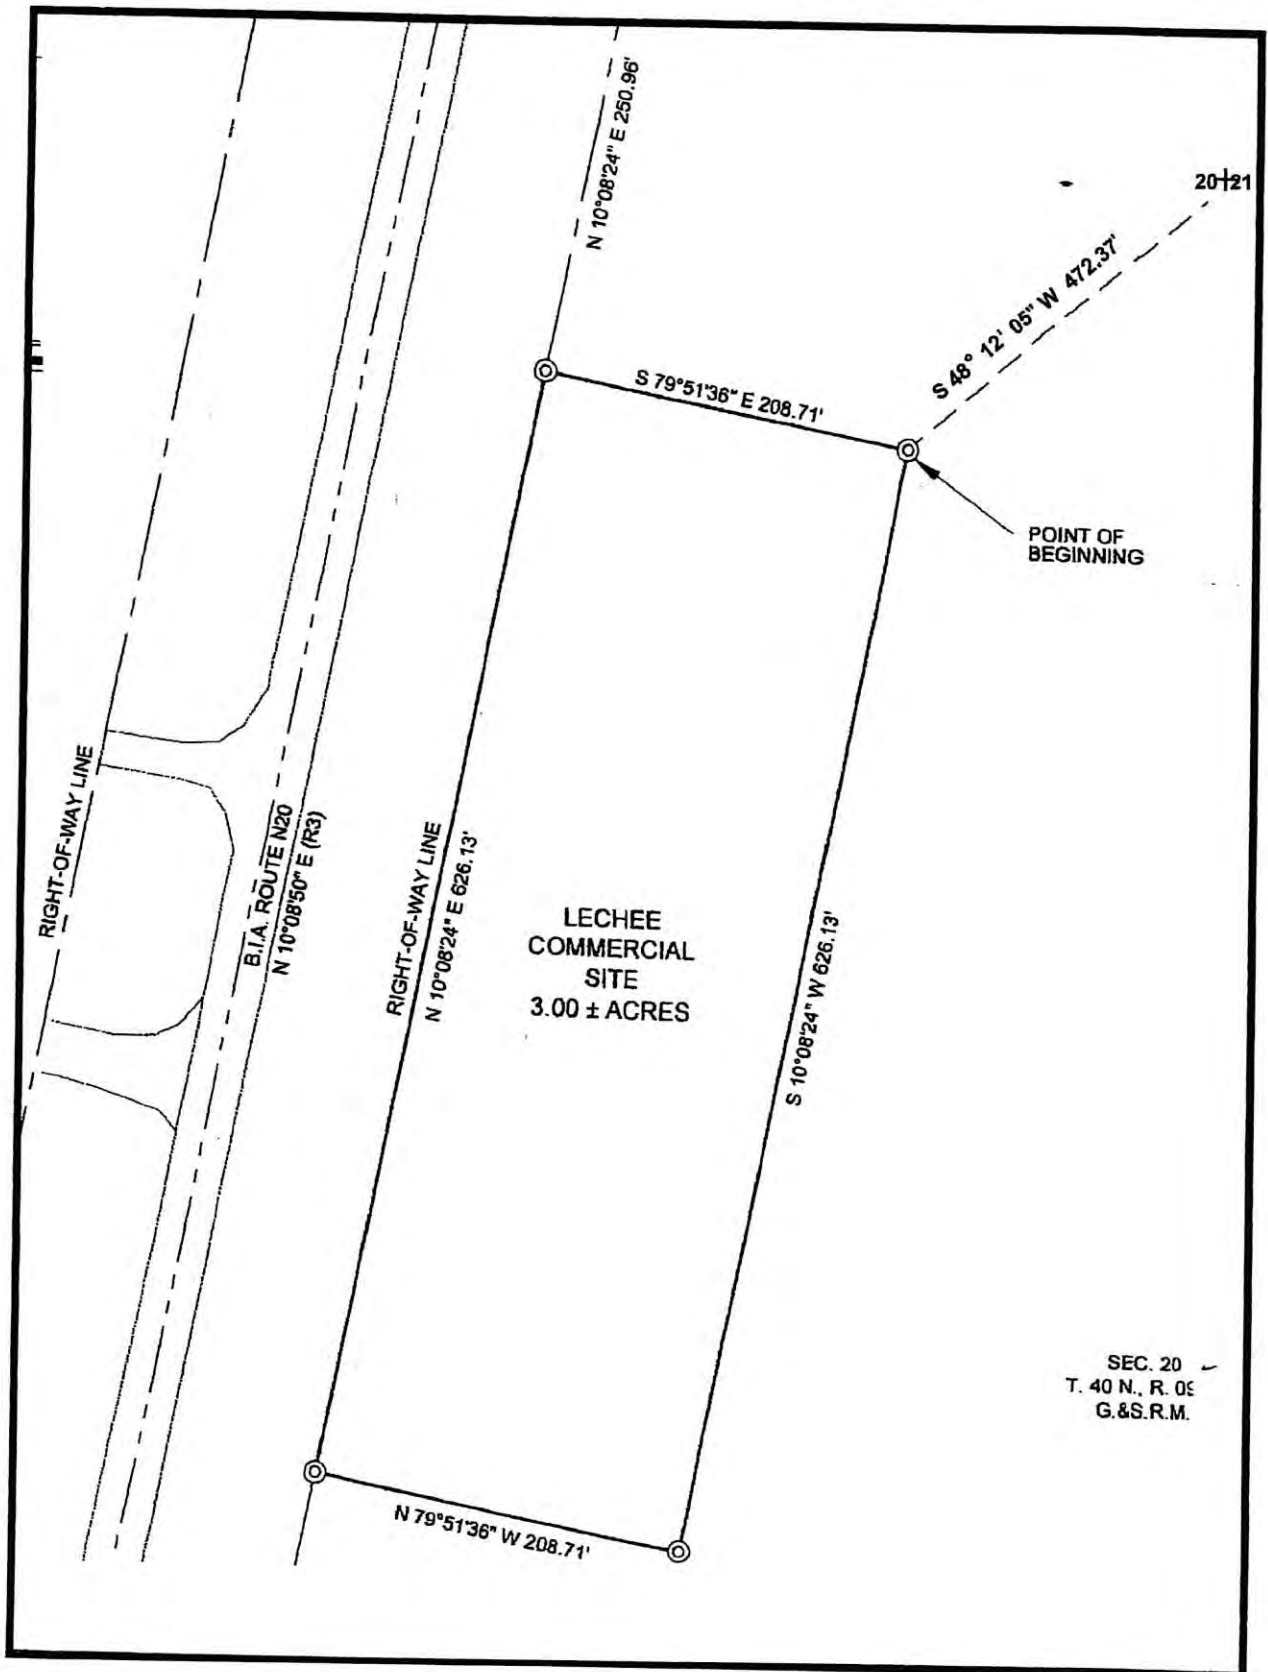 N 10°08'24" E 250.96'
20 21
S 48° 12' 05" W 472.37'
S 79°51'36" E 208.71'
POINT OF
BEGINNING
RIGHT-OF-WAY LINE
B.I.A. ROUTE N20
N 10°08'50" E (R3)
RIGHT-OF-WAY LINE
N 10°08'24" E 626.13'
LECHEE
COMMERCIAL
SITE
3.00 ± ACRES
S 10°08'24" W 626.13'
SEC. 20
T. 40 N., R.
G.&S.R.M.
N 79°51'36" W 208.71'